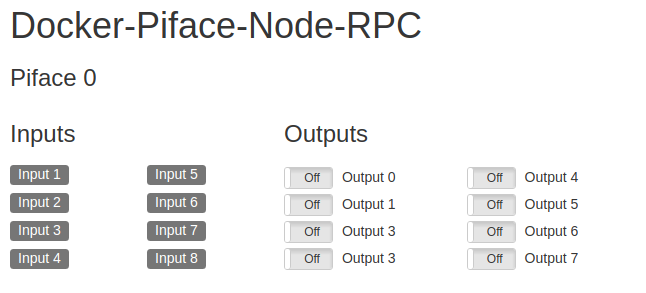 Docker-Piface-Node-RPC
Piface 0
Inputs Outputs
Input 1 Input 5 Off Output 0 Off Output 4
Input 2 Input 6 Off Output 1 Off Output 5
Input 3 Input 7 Off Output 3 Off Output 6
Input 4 Input 8 Off Output 3 Off Output 7